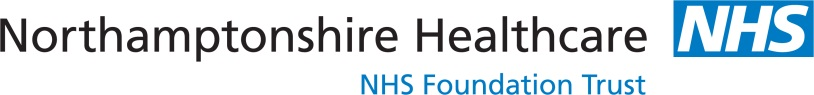 Northamptonshire Healthcare NHS
NHS Foundation Trust